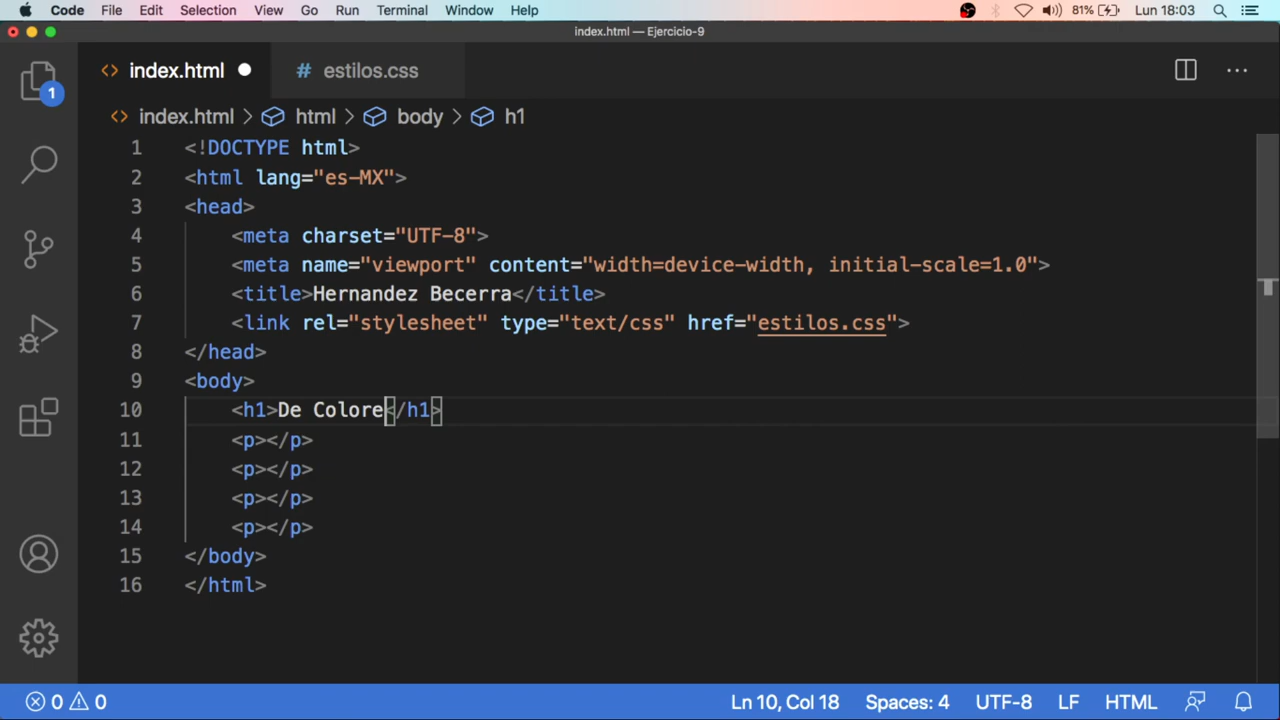 Code File Edit Selection View Go Run Terminal Window Help 81% Lun 18:03
index.html — Ejercicio-9
index.html # estilos.css
index.html > html > body > h1
1 <!DOCTYPE html>
2 <html lang="es-MX">
3 <head>
4 <meta charset="UTF-8">
5 <meta name="viewport" content="width=device-width, initial-scale=1.0">
6 <title>Hernandez Becerra</title>
7 <link rel="stylesheet" type="text/css" href="estilos.css">
8 </head>
9 <body>
10 <h1>De Colore</h1>
11 <p></p>
12 <p></p>
13 <p></p>
14 <p></p>
15 </body>
16 </html>
1
0 0 Ln 10, Col 18 Spaces: 4 UTF-8 LF HTML